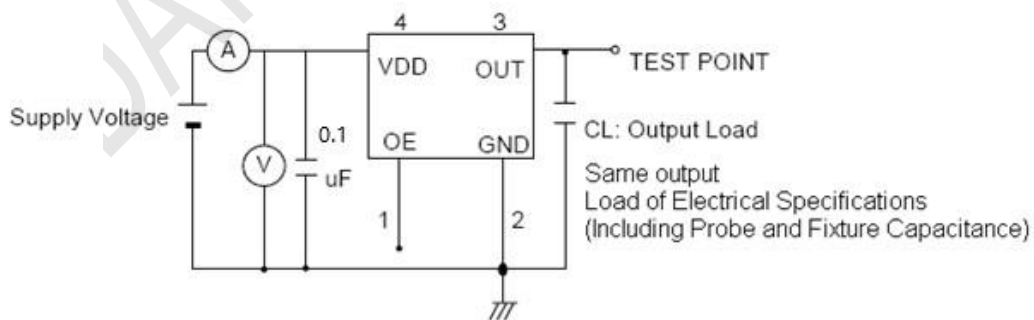 4
3
A
VDD
OUT
TEST POINT
Supply Voltage
0.1
uF
V
OE
GND
CL: Output Load
Same output
Load of Electrical Specifications
(Including Probe and Fixture Capacitance)
1
2